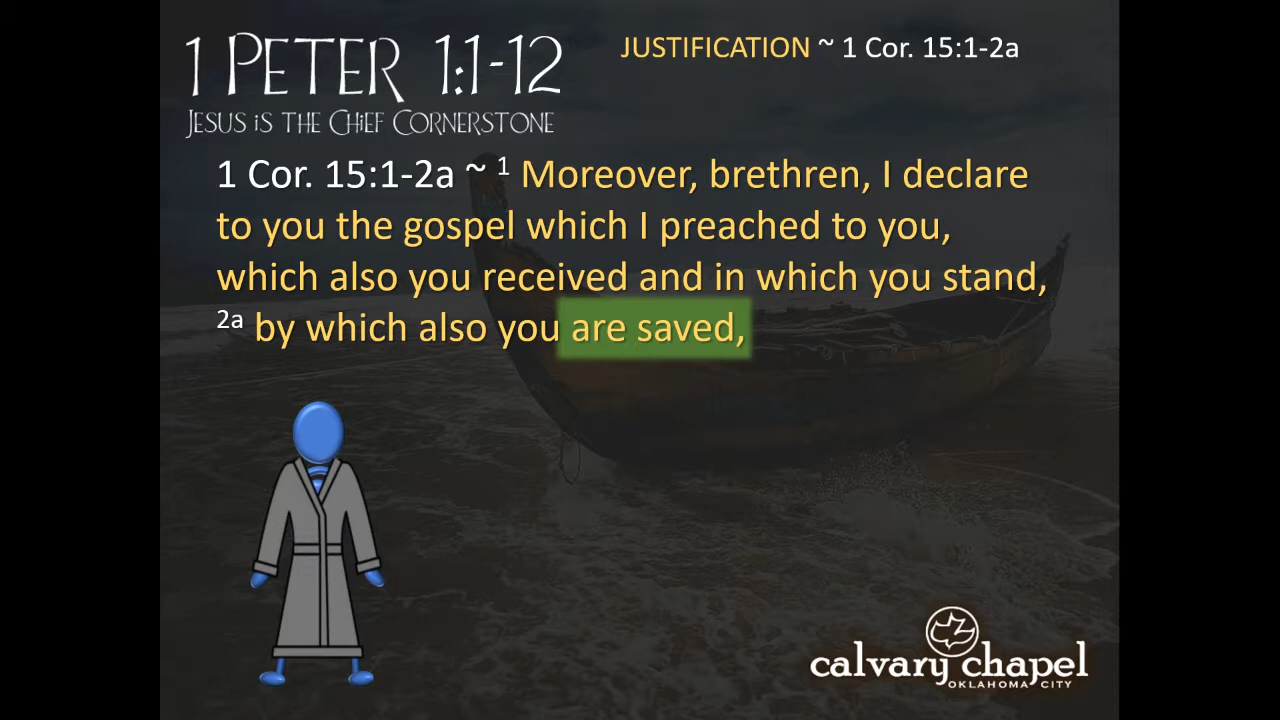 1 PETER 1:1-12
JESUS IS THE CHIEF CORNERSTONE
JUSTIFICATION ~ 1 Cor. 15:1-2a
1 Cor. 15:1-2a ~ 1 Moreover, brethren, I declare
to you the gospel which I preached to you,
which also you received and in which you stand,
2a by which also you are saved,
calvary chapel
OKLAHOMA CITY